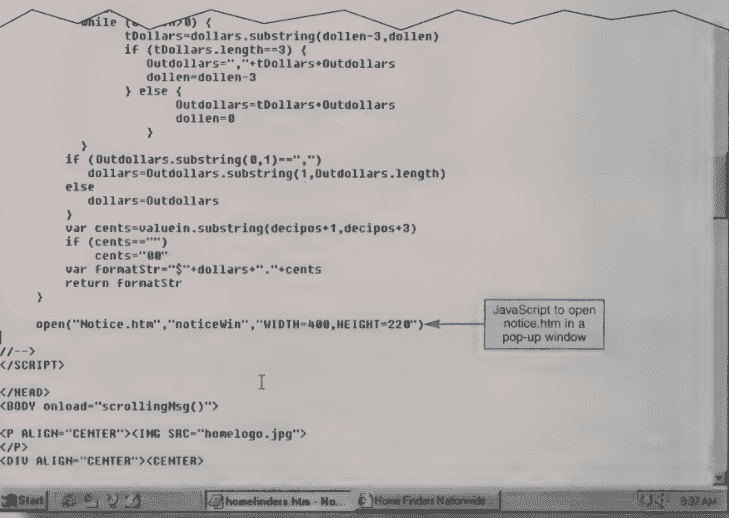 while (
tDollars=dollars.substring(dollen-3,dollen)
if (tDollars.length==3) {
Outdollars=","+tDollars+Outdollars
dollen=dollen-3
} else {
Outdollars=tDollars+Outdollars
dollen=0
}
}
if (Outdollars.substring(0,1)==",")
dollars=Outdollars.substring(1,Outdollars.length)
else
dollars=Outdollars
}
var cents=valuein.substring(decipos+1,decipos+3)
if (cents=="")
cents="00"
var formatStr="$"+dollars+"."+cents
return formatStr
}
open("Notice.htm","noticeWin","WIDTH=400,HEIGHT=220")
JavaScript to open
notice.htm in a
pop-up window
//-->
</SCRIPT>
</HEAD>
<BODY onload="scrollingMsg()">
<P ALIGN="CENTER"><IMG SRC="homelogo.jpg">
</P>
<DIV ALIGN="CENTER"><CENTER>
Start
homefinders.htm - No...
Home Finders Nationwide
9:37 AM